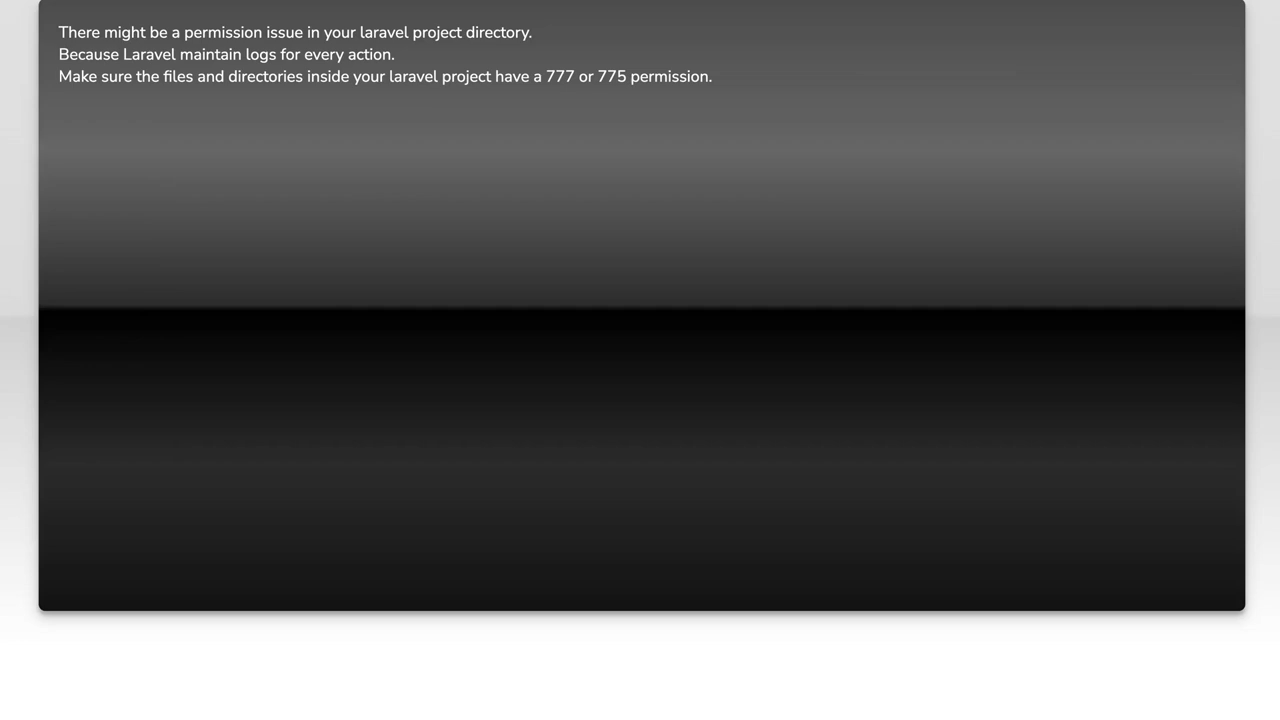 There might be a permission issue in your laravel project directory.
Because Laravel maintain logs for every action.
Make sure the files and directories inside your laravel project have a 777 or 775 permission.